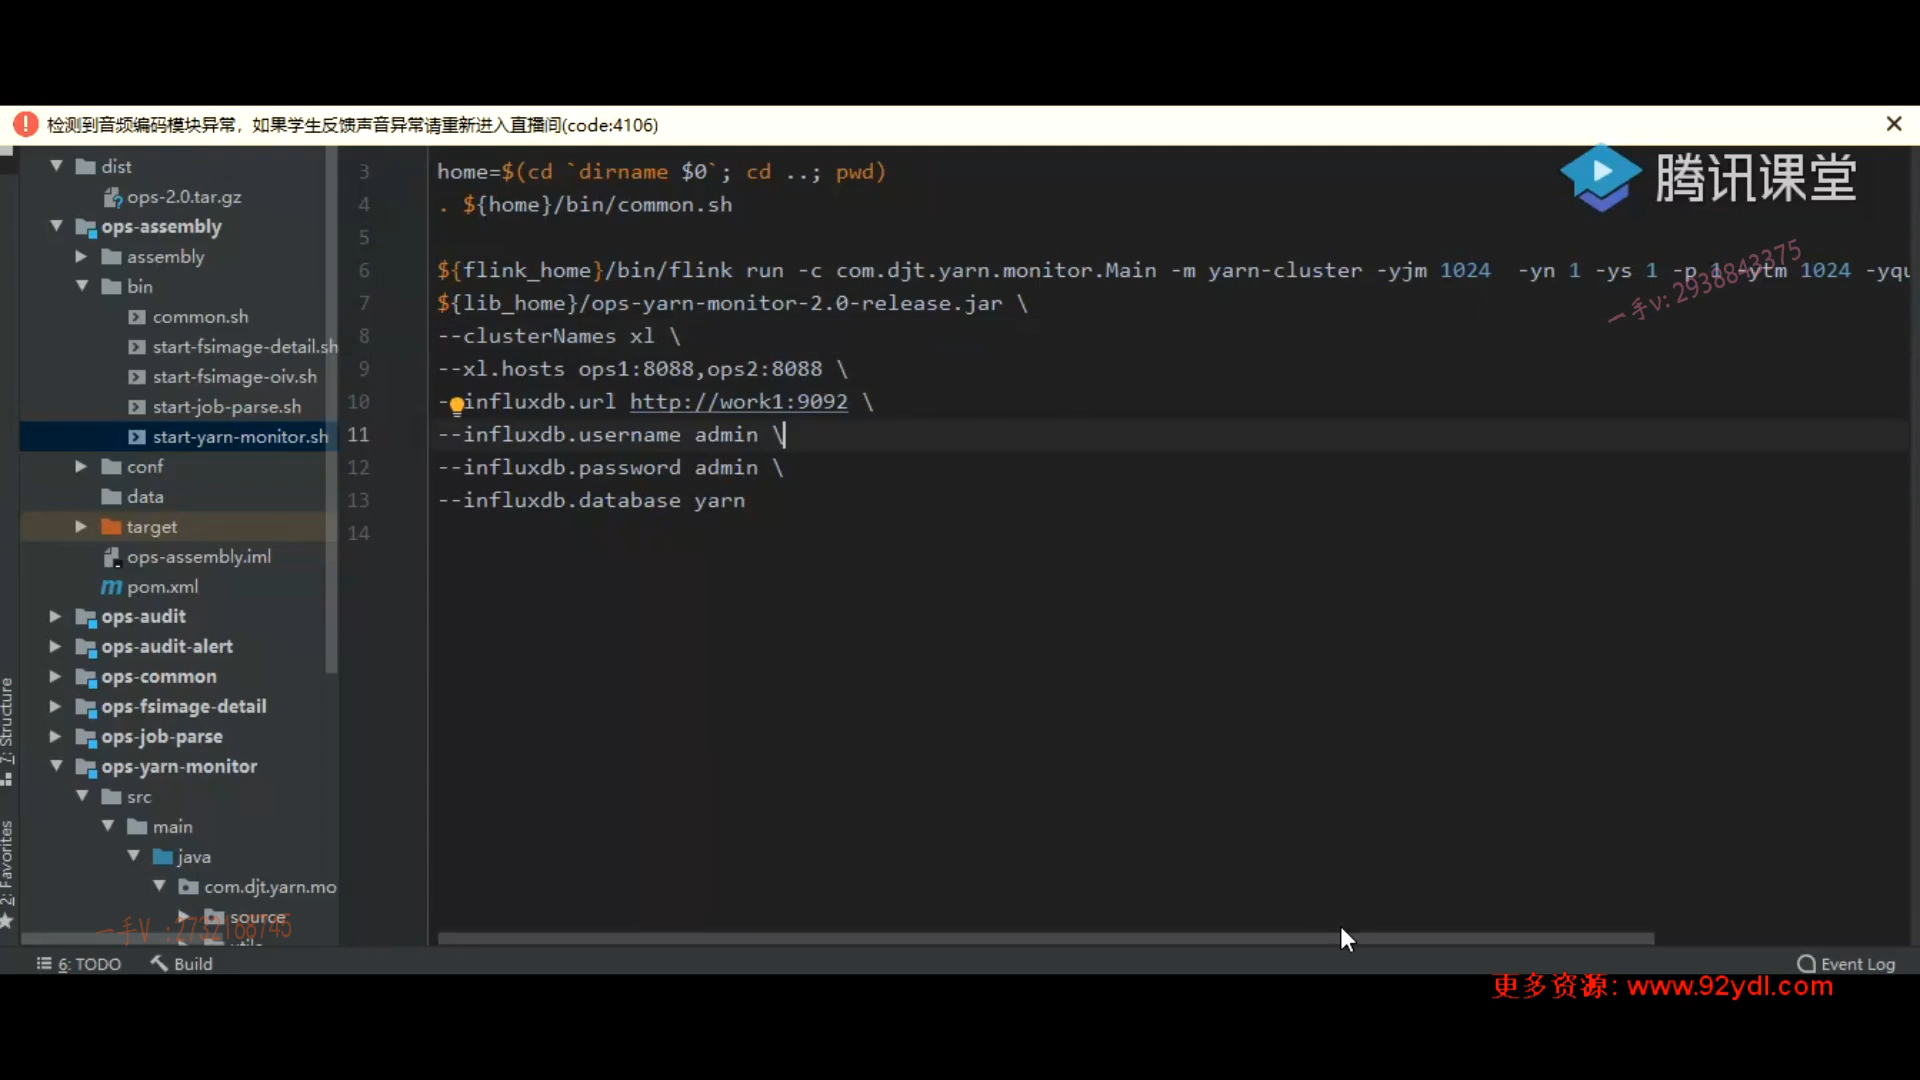 检测到音频编码模块异常，如果学生反馈声音异常请重新进入直播间(code:4106)
腾讯课堂
dist
ops-2.0.tar.gz
ops-assembly
assembly
bin
common.sh
start-fsimage-detail.sh
start-fsimage-oiv.sh
start-job-parse.sh
start-yarn-monitor.sh
conf
data
target
ops-assembly.iml
pom.xml
ops-audit
ops-audit-alert
ops-common
ops-fsimage-detail
ops-job-parse
ops-yarn-monitor
src
main
java
com.djt.yarn.mo
source
3 home=$(cd `dirname $0`; cd ..; pwd)
4 . ${home}/bin/common.sh
5
6 ${flink_home}/bin/flink run -c com.djt.yarn.monitor.Main -m yarn-cluster -yjm 1024  -yn 1 -ys 1 -p 1 -ytm 1024 -yqu
7 ${lib_home}/ops-yarn-monitor-2.0-release.jar \
8 --clusterNames xl \
9 --xl.hosts ops1:8088,ops2:8088 \
10 --influxdb.url http://work1:9092 \
11 --influxdb.username admin \
12 --influxdb.password admin \
13 --influxdb.database yarn
14
一手v:2938843375
一手V :2732188745
7: Structure
2: Favorites
6: TODO
Build
Event Log
更多资源: www.92ydl.com